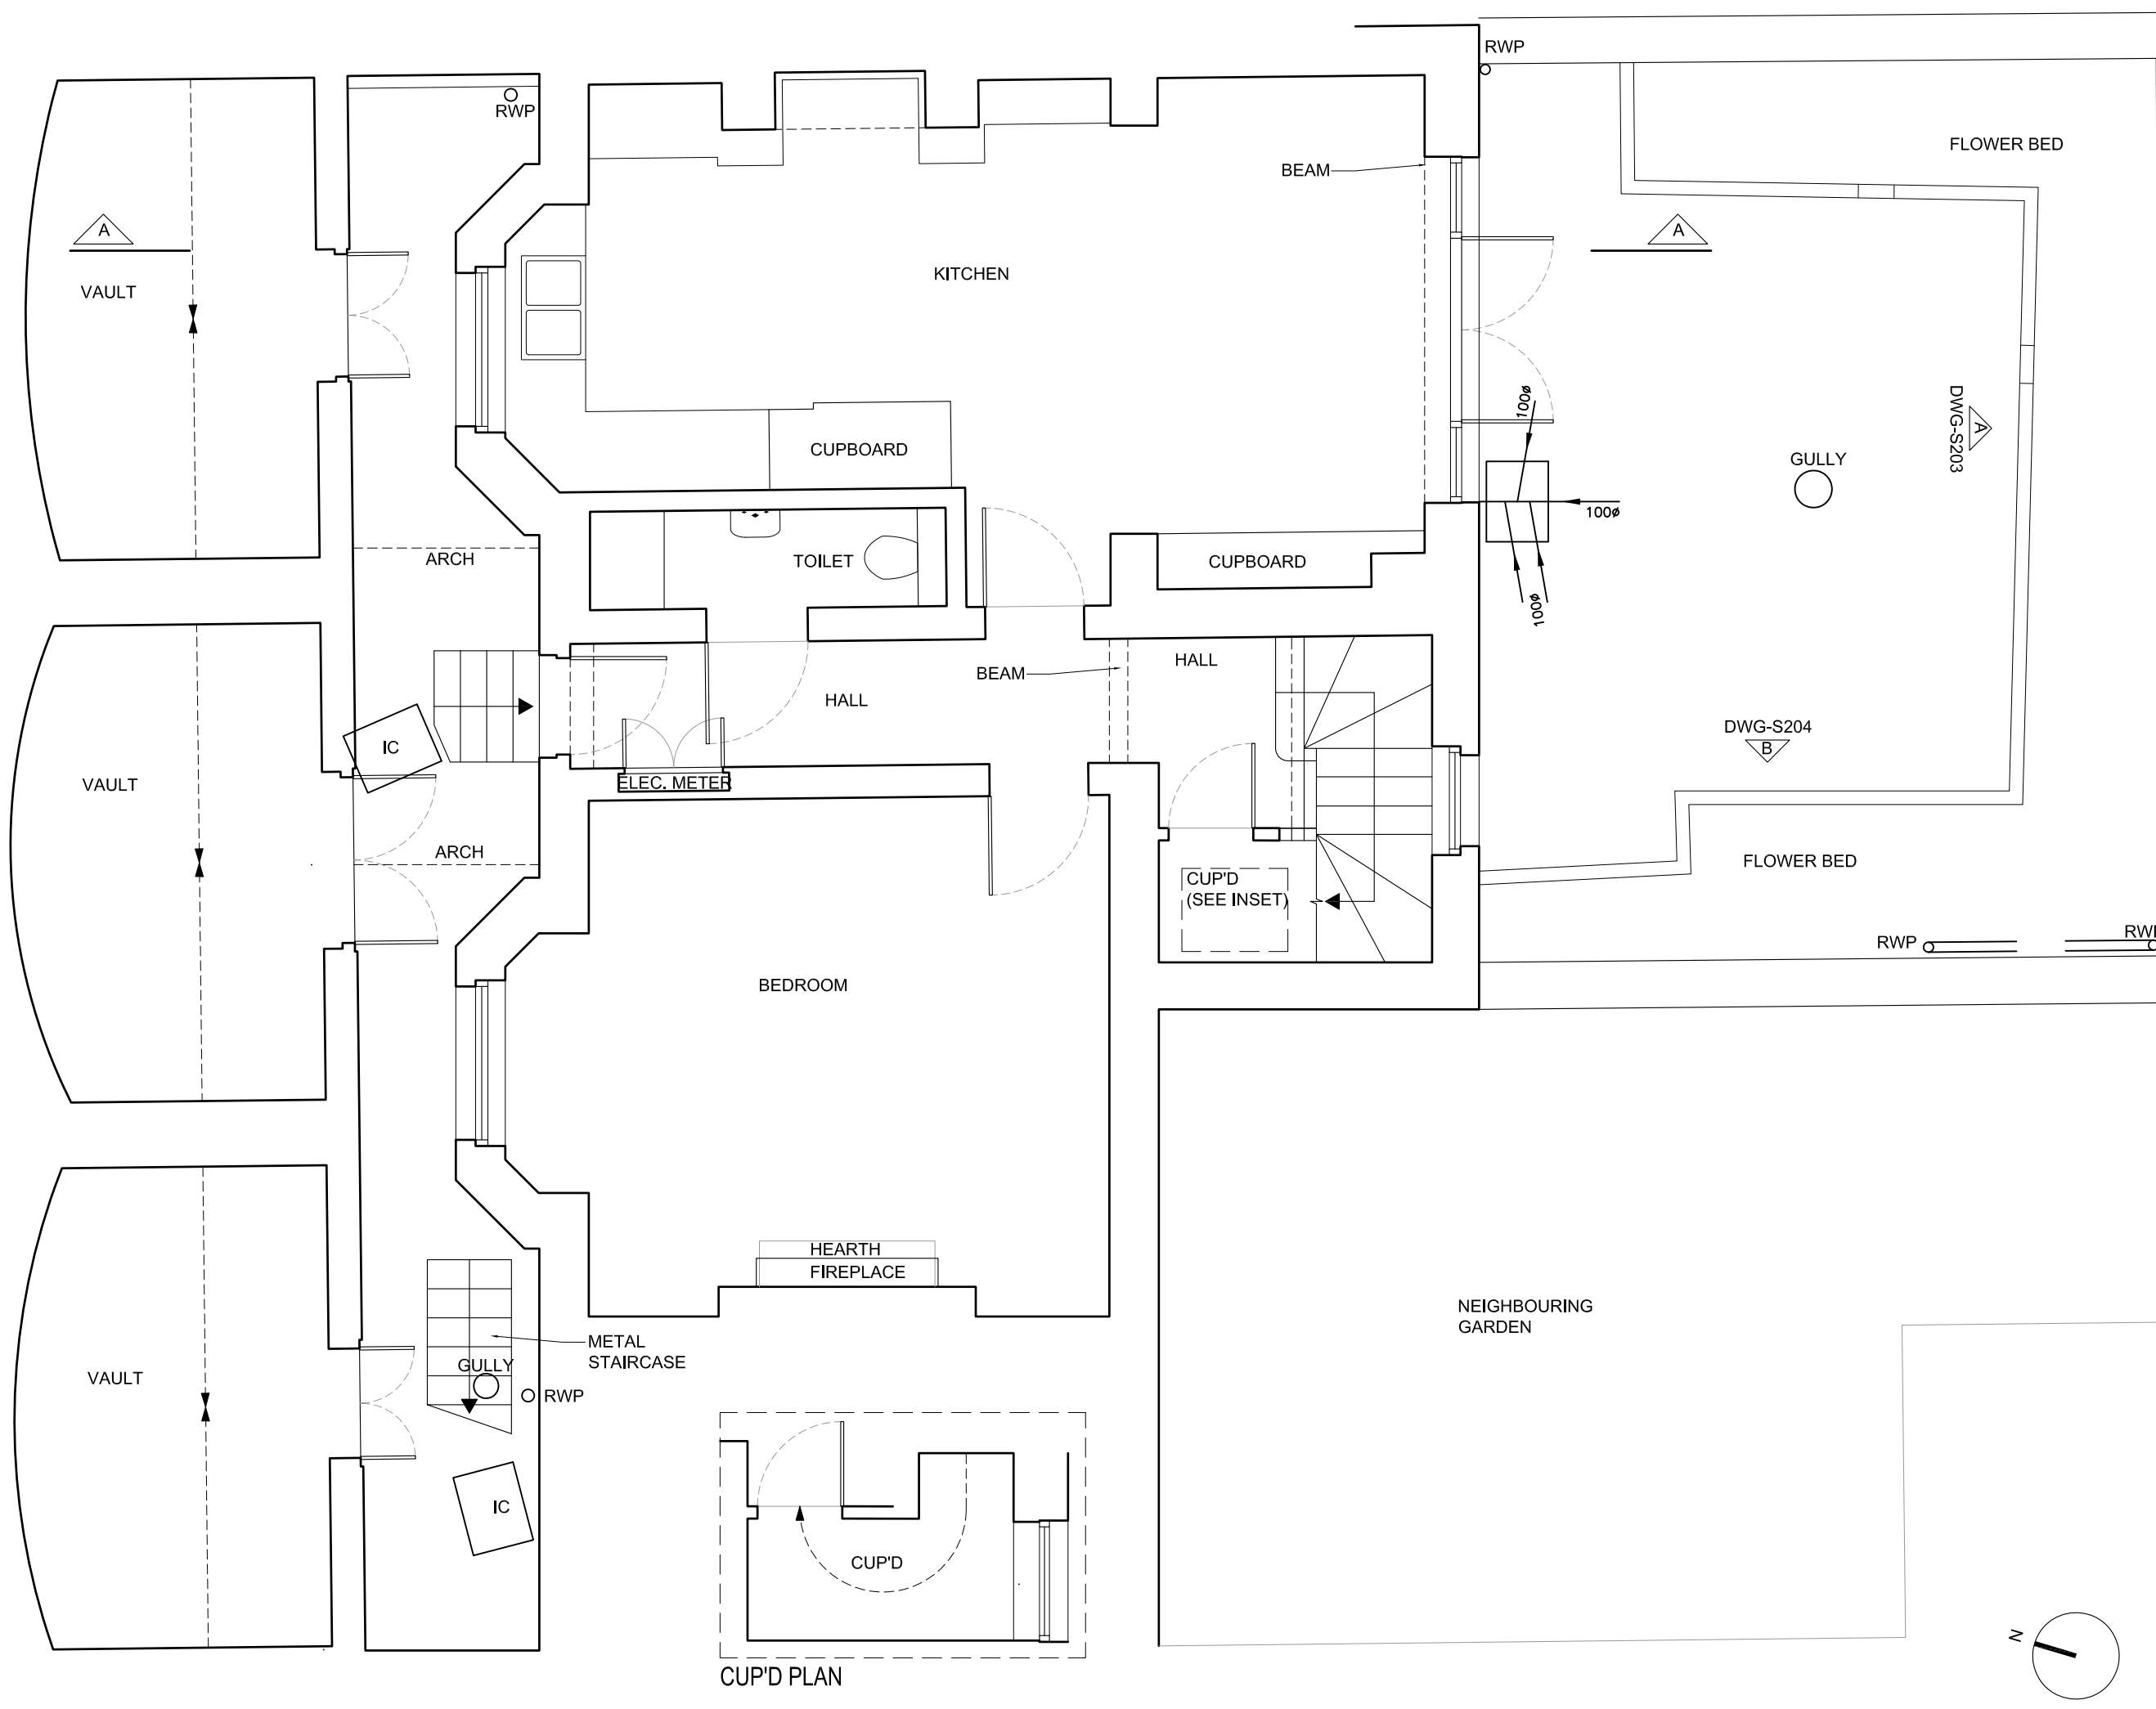 RWP
RWP
FLOWER BED
BEAM
A
A
VAULT
KITCHEN
100ø
DWG-S203
A
CUPBOARD
GULLY
100ø
ARCH
TOILET
CUPBOARD
100ø
HALL
BEAM
HALL
DWG-S204
B
IC
VAULT
ELEC. METER
ARCH
FLOWER BED
CUP'D
(SEE INSET)
RWP
BEDROOM
HEARTH
FIREPLACE
NEIGHBOURING
GARDEN
METAL
STAIRCASE
GULLY
VAULT
RWP
IC
CUP'D
N
CUP'D PLAN